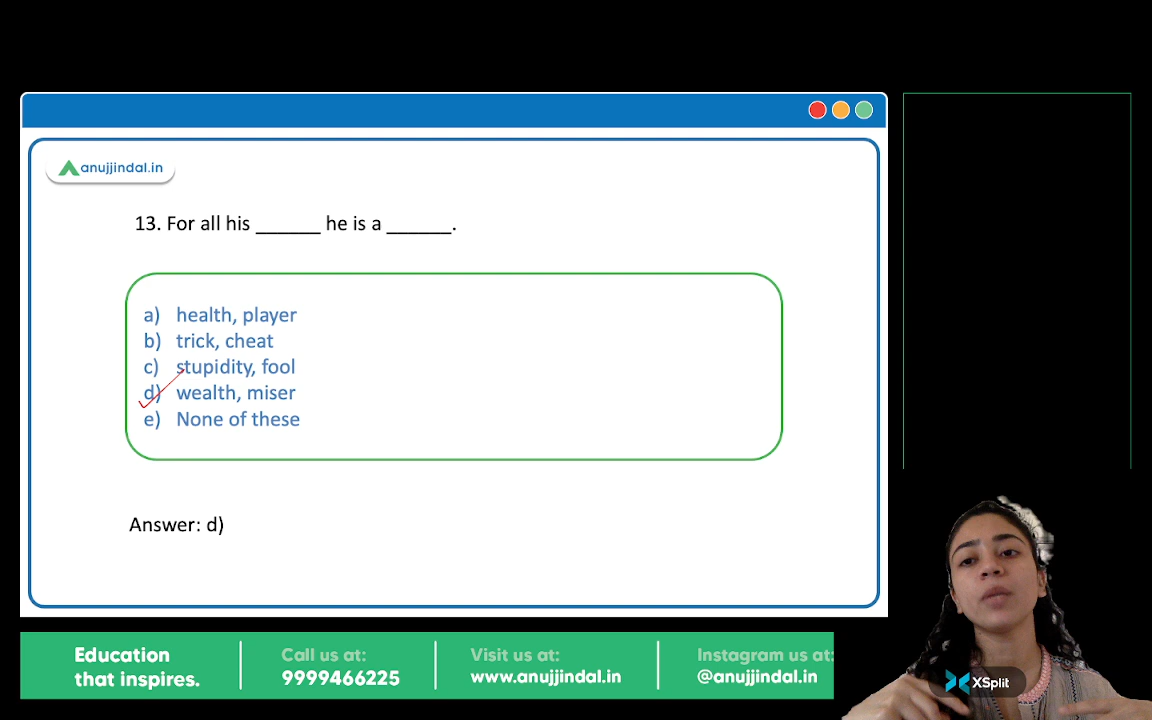 anujjindal.in
13. For all his ______ he is a ______.
a) health, player
b) trick, cheat
c) stupidity, fool
d) wealth, miser
e) None of these
Answer: d)
Education
that inspires.
Call us at:
9999466225
Visit us at:
www.anujjindal.in
Instagram us at:
@anujjindal.in
XSplit